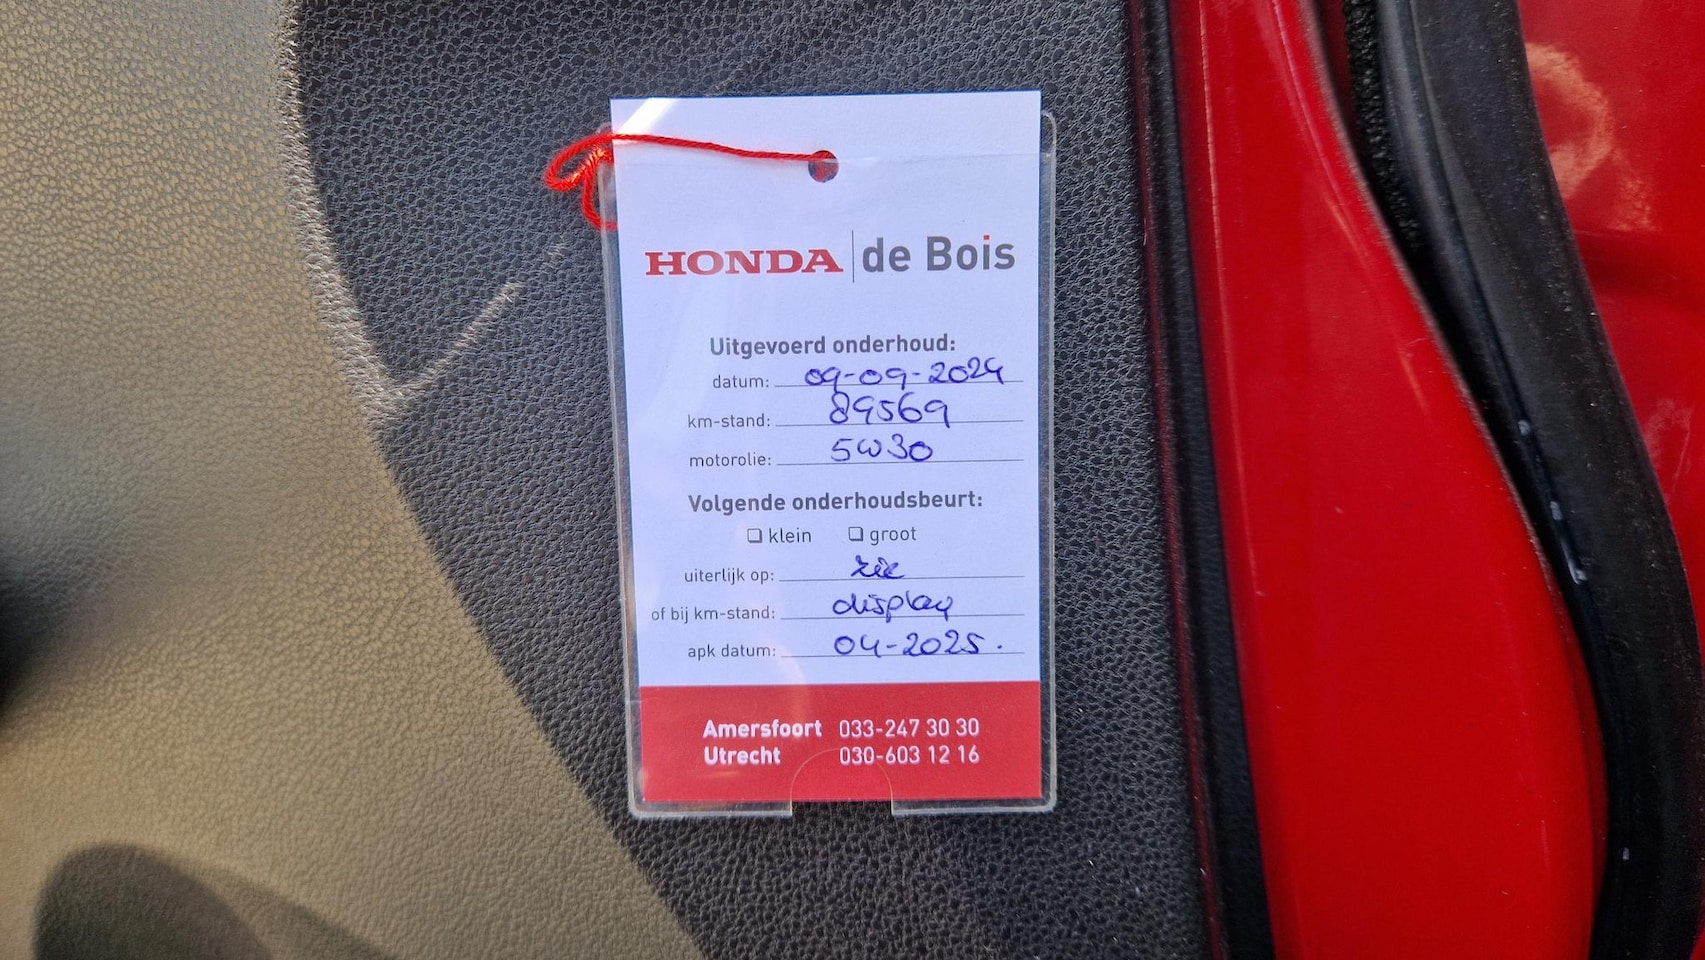 HONDA de Bois
Uitgevoerd onderhoud:
datum: 09-09-2024
km-stand: 89569
motorolie: 5W30
Volgende onderhoudsbeurt:
❏ klein ❏ groot
uiterlijk op: zie
of bij km-stand: display
apk datum: 04-2025.
Amersfoort 033-247 30 30
Utrecht 030-603 12 16